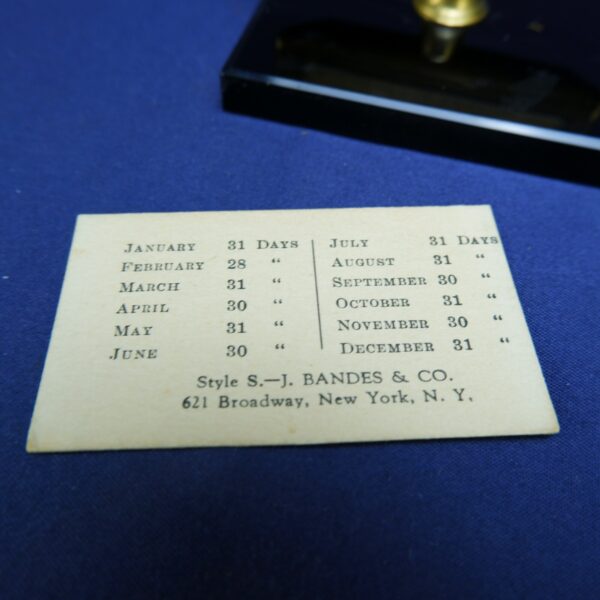 JANUARY 31 DAYS
FEBRUARY 28 “
MARCH 31 “
APRIL 30 “
MAY 31 “
JUNE 30 “
JULY 31 DAYS
AUGUST 31 “
SEPTEMBER 30 “
OCTOBER 31 “
NOVEMBER 30 “
DECEMBER 31 “
Style S.—J. BANDES & CO.
621 Broadway, New York, N. Y,